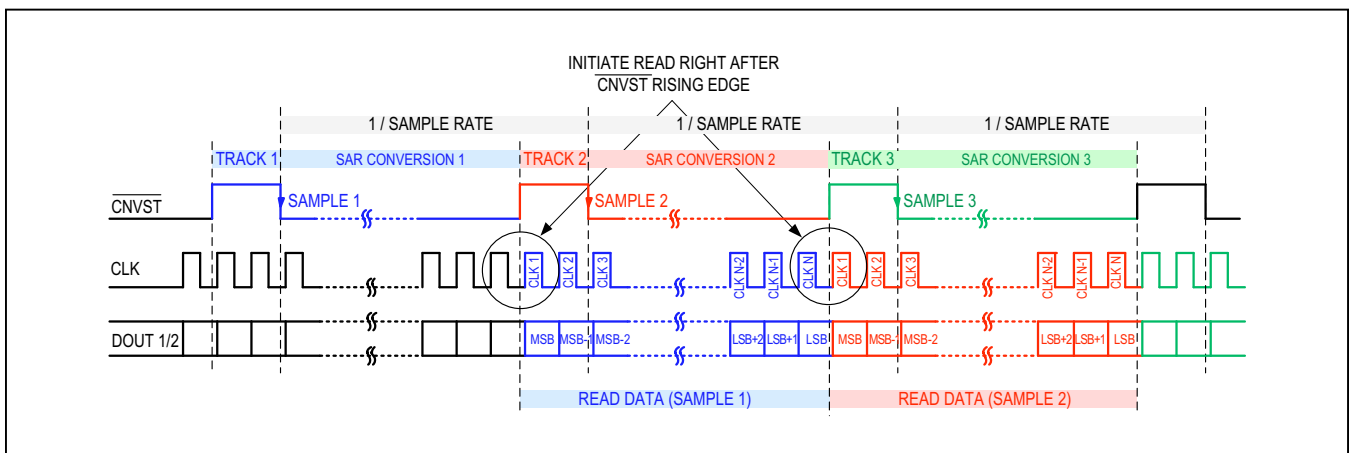 INITIATE READ RIGHT AFTER
CNVST RISING EDGE
1 / SAMPLE RATE 1 / SAMPLE RATE 1 / SAMPLE RATE
TRACK 1 SAR CONVERSION 1 TRACK 2 SAR CONVERSION 2 TRACK 3 SAR CONVERSION 3
CNVST SAMPLE 1 SAMPLE 2 SAMPLE 3
CLK CLK 1 CLK 2 CLK 3 CLK N-2 CLK N-1 CLK N CLK 1 CLK 2 CLK 3 CLK N-2 CLK N-1 CLK N
DOUT 1/2 MSB MSB-1 MSB-2 LSB+2 LSB+1 LSB MSB MSB-1 MSB-2 LSB+2 LSB+1 LSB
READ DATA (SAMPLE 1) READ DATA (SAMPLE 2)